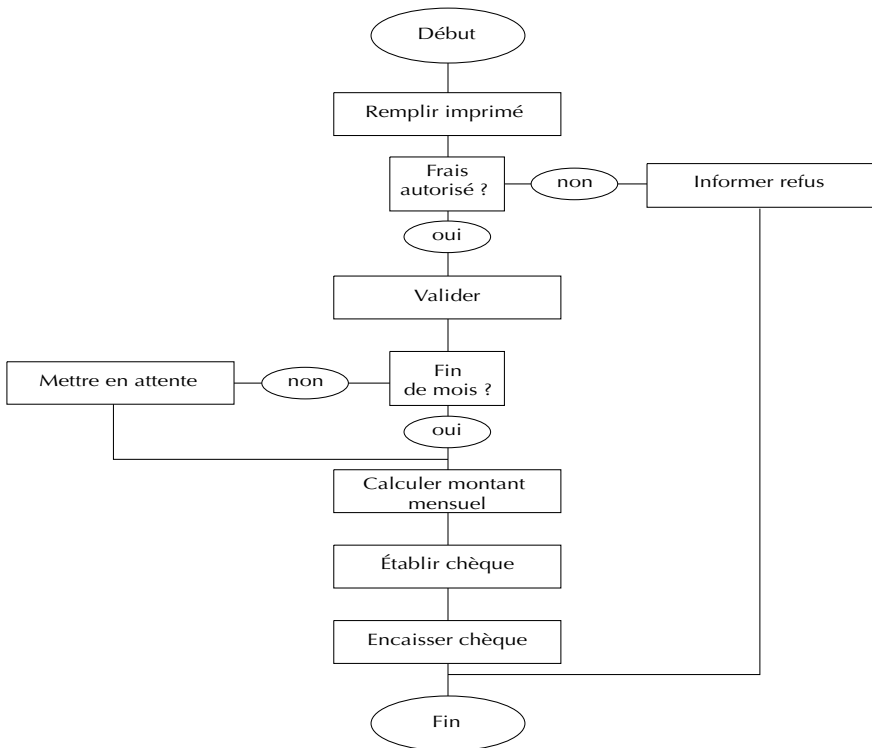 Début
Remplir imprimé
Frais
autorisé ?
non
Informer refus
oui
Valider
Mettre en attente
non
Fin
de mois ?
oui
Calculer montant
mensuel
Établir chèque
Encaisser chèque
Fin